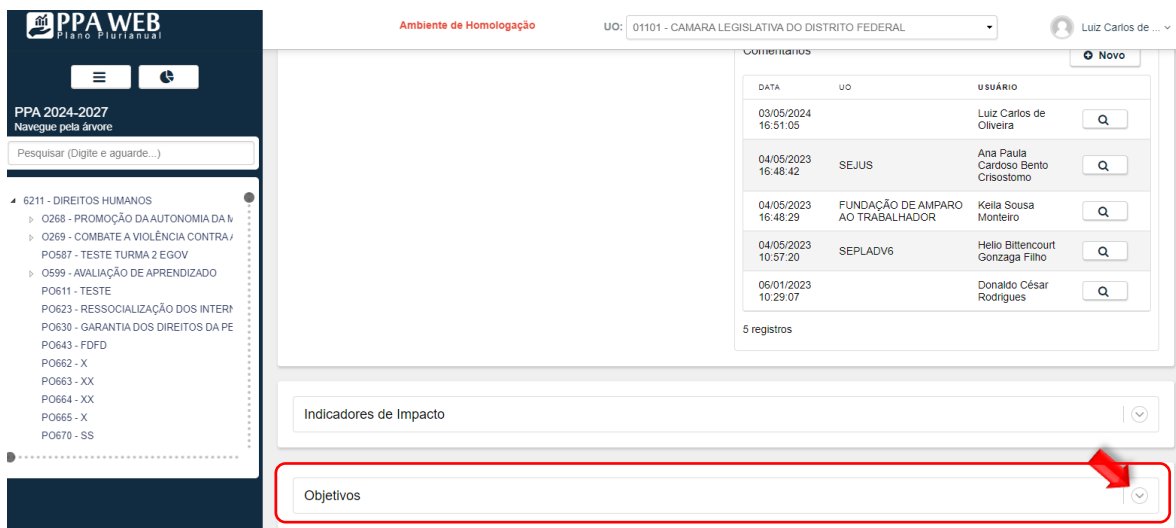 PPA WEB
Plano Plurianual
Ambiente de Homologação
UO:
01101 - CAMARA LEGISLATIVA DO DISTRITO FEDERAL
Luiz Carlos de ...
PPA 2024-2027
Navegue pela árvore
Pesquisar (Digite e aguarde...)
6211 - DIREITOS HUMANOS
O268 - PROMOÇÃO DA AUTONOMIA DA M
O269 - COMBATE A VIOLÊNCIA CONTRA
PO587 - TESTE TURMA 2 EGOV
O599 - AVALIAÇÃO DE APRENDIZADO
PO611 - TESTE
PO623 - RESSOCIALIZAÇÃO DOS INTERN
PO630 - GARANTIA DOS DIREITOS DA PE
PO643 - FDFD
PO662 - X
PO663 - XX
PO664 - XX
PO665 - X
PO670 - SS
Comentários
Novo
DATA UO USUÁRIO
03/05/2024 16:51:05 Luiz Carlos de Oliveira
04/05/2023 16:48:42 SEJUS Ana Paula Cardoso Bento Crisostomo
04/05/2023 16:48:29 FUNDAÇÃO DE AMPARO AO TRABALHADOR Keila Sousa Monteiro
04/05/2023 10:57:20 SEPLADV6 Helio Bittencourt Gonzaga Filho
06/01/2023 10:29:07 Donaldo César Rodrigues
5 registros
Indicadores de Impacto
Objetivos